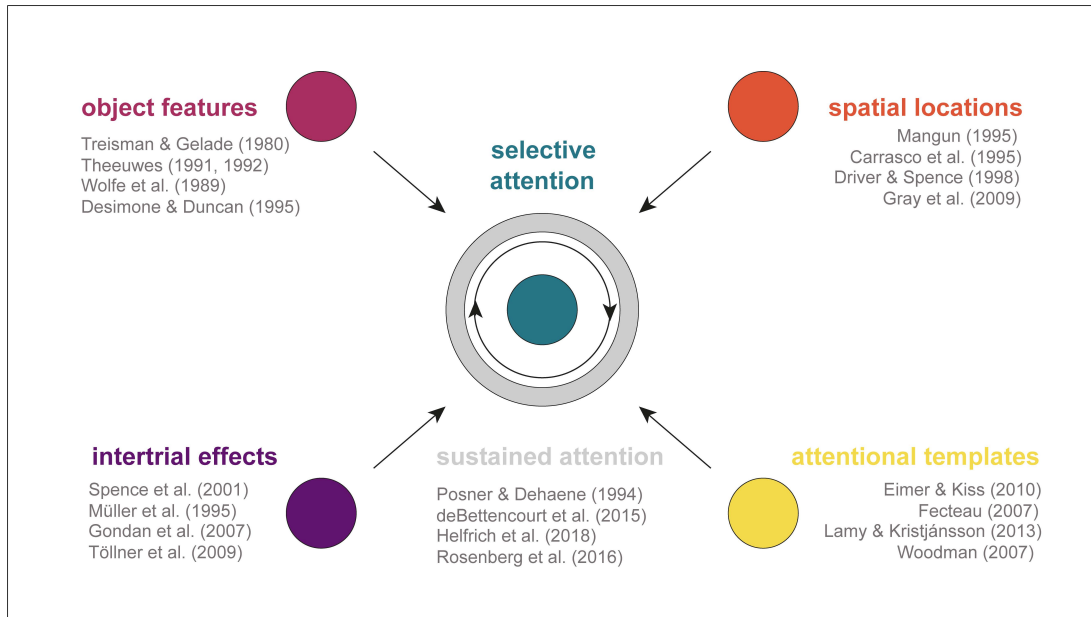 object features
Treisman & Gelade (1980)
Theeuwes (1991, 1992)
Wolfe et al. (1989)
Desimone & Duncan (1995)
selective
attention
spatial locations
Mangun (1995)
Carrasco et al. (1995)
Driver & Spence (1998)
Gray et al. (2009)
intertrial effects
Spence et al. (2001)
Müller et al. (1995)
Gondan et al. (2007)
Töllner et al. (2009)
sustained attention
Posner & Dehaene (1994)
deBettencourt et al. (2015)
Helfrich et al. (2018)
Rosenberg et al. (2016)
attentional templates
Eimer & Kiss (2010)
Fecteau (2007)
Lamy & Kristjánsson (2013)
Woodman (2007)